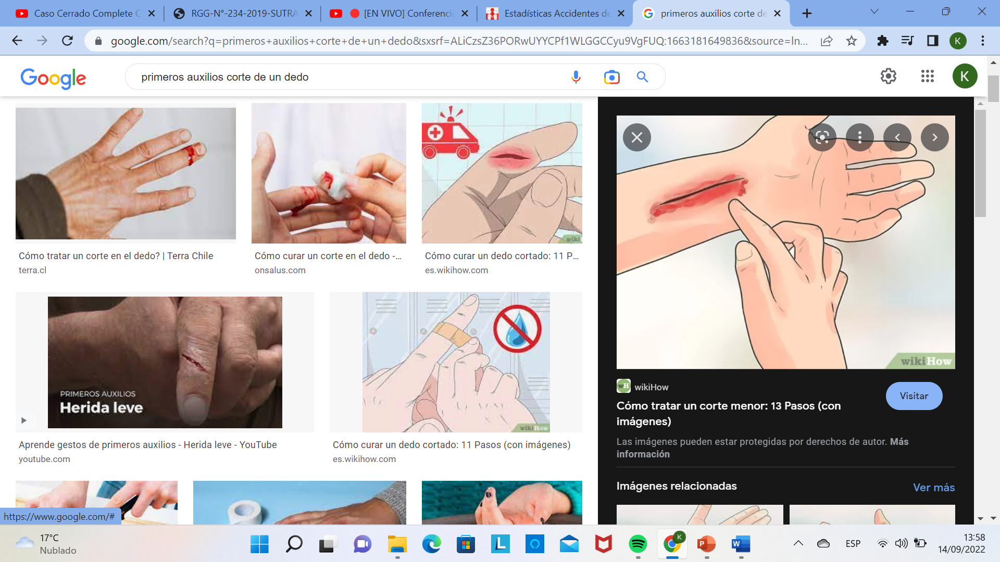 Caso Cerrado Complete C
RGG-N°-234-2019-SUTRA
[EN VIVO] Conferencia
Estadísticas Accidentes de
primeros auxilios corte de
google.com/search?q=primeros+auxilios+corte+de+un+dedo&sxsrf=ALiCzsZ36PORwUYYCPf1WLGGCCyu9VgFUQ:1663181649836&source=ln...
K
Google
primeros auxilios corte de un dedo
K
wiki
Cómo tratar un corte en el dedo? | Terra Chile
terra.cl
Cómo curar un corte en el dedo -...
onsalus.com
Cómo curar un dedo cortado: 11 P...
es.wikihow.com
PRIMEROS AUXILIOS
Herida leve
wikiHow
Aprende gestos de primeros auxilios - Herida leve - YouTube
youtube.com
Cómo curar un dedo cortado: 11 Pasos (con imágenes)
es.wikihow.com
wikiHow
wH wikiHow
Cómo tratar un corte menor: 13 Pasos (con
imágenes)
Visitar
Las imágenes pueden estar protegidas por derechos de autor. Más
información
Imágenes relacionadas
Ver más
https://www.google.com/#
17°C
Nublado
L
K
P
W
ESP
13:58
14/09/2022